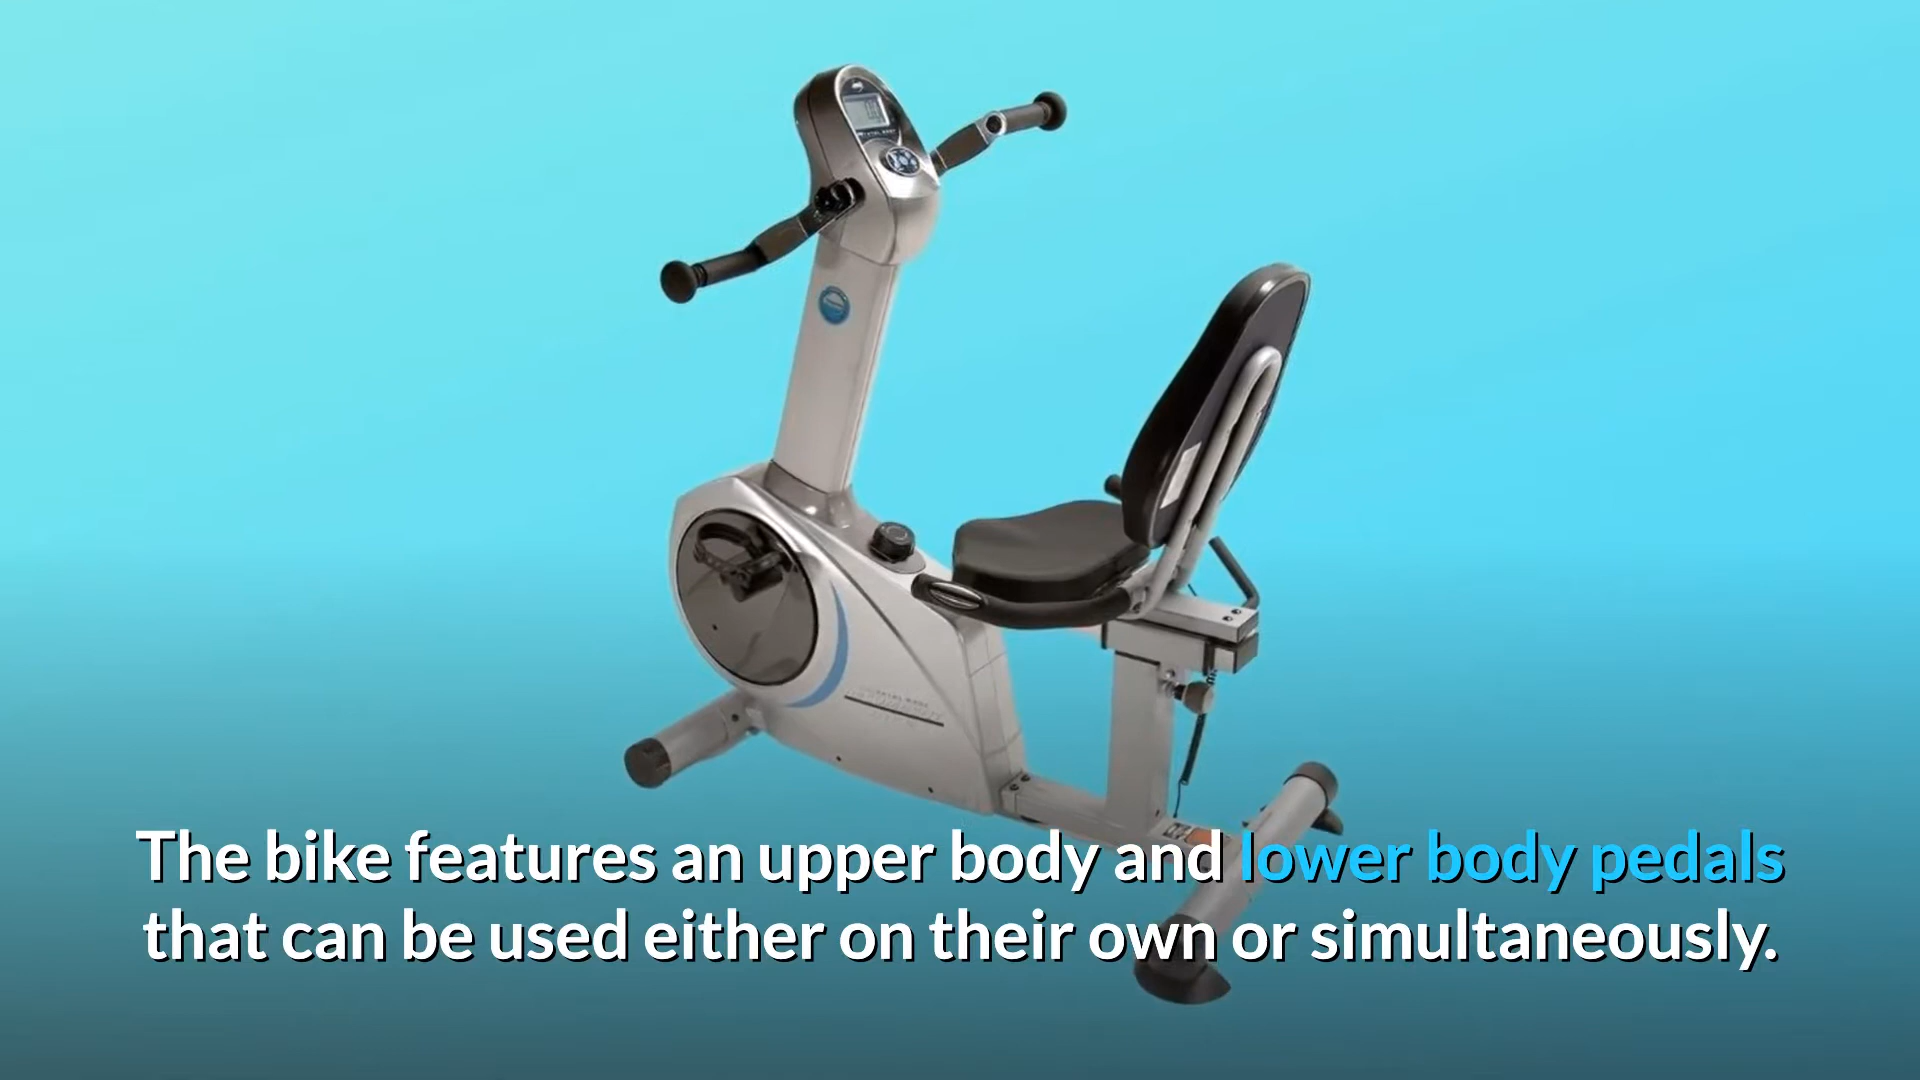 The bike features an upper body and lower body pedals
that can be used either on their own or simultaneously.